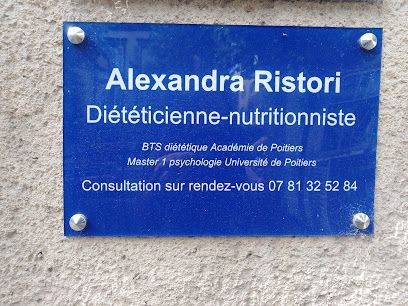 Alexandra Ristori
Diététicienne-nutritionniste
BTS diététique Académie de Poitiers
Master 1 psychologie Université de Poitiers
Consultation sur rendez-vous 07 81 32 52 84